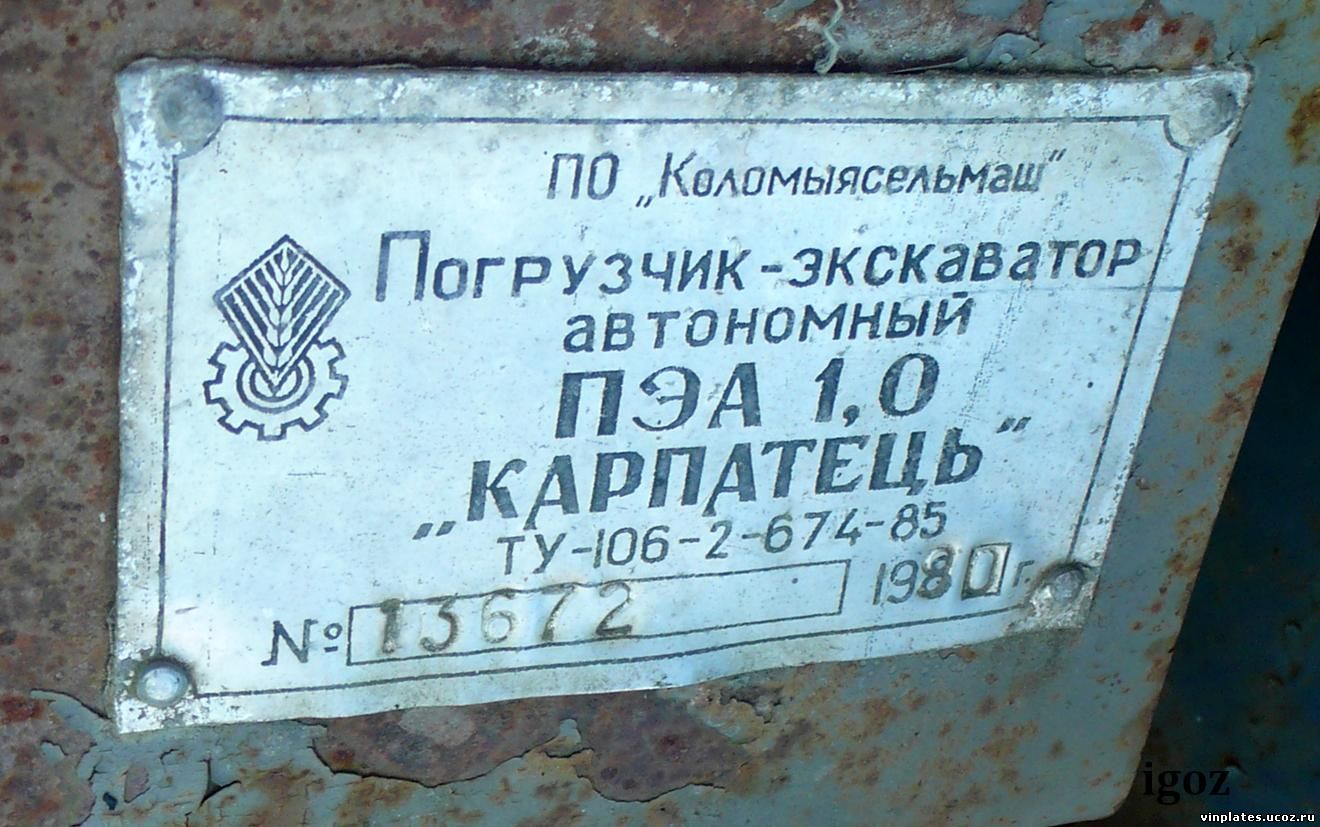 ПО „Коломыясельмаш“
Погрузчик-экскаватор
автономный
ПЭА 1,0
„КАРПАТЕЦЬ”
ТУ-106-2-674-85
№ 13672
г.
igoz
vinplates.ucoz.ru